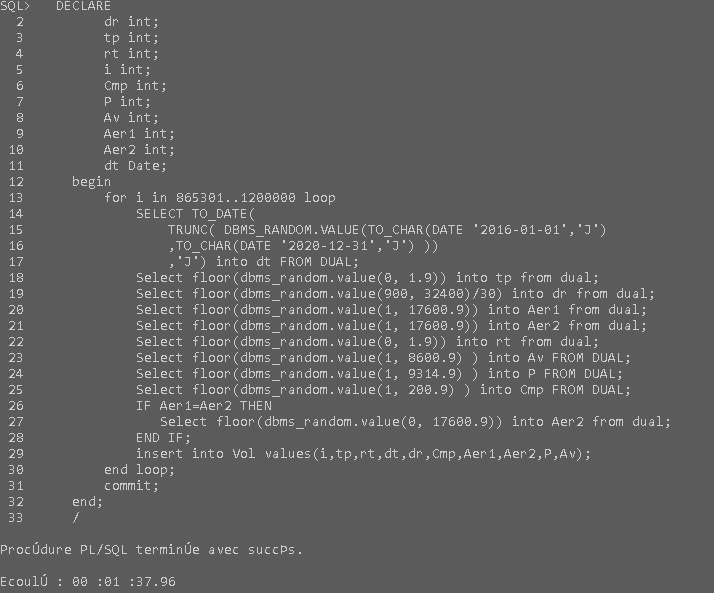 SQL>   DECLARE
  2          dr int;
  3          tp int;
  4          rt int;
  5          i int;
  6          Cmp int;
  7          P int;
  8          Av int;
  9          Aer1 int;
 10          Aer2 int;
 11          dt Date;
 12      begin
 13          for i in 865301..1200000 loop
 14              SELECT TO_DATE(
 15                  TRUNC( DBMS_RANDOM.VALUE(TO_CHAR(DATE '2016-01-01','J')
 16                  ,TO_CHAR(DATE '2020-12-31','J') ))
 17                  ,'J') into dt FROM DUAL;
 18              Select floor(dbms_random.value(0, 1.9)) into tp from dual;
 19              Select floor(dbms_random.value(900, 32400)/30) into dr from dual;
 20              Select floor(dbms_random.value(1, 17600.9)) into Aer1 from dual;
 21              Select floor(dbms_random.value(1, 17600.9)) into Aer2 from dual;
 22              Select floor(dbms_random.value(0, 1.9)) into rt from dual;
 23              Select floor(dbms_random.value(1, 8600.9) ) into Av FROM DUAL;
 24              Select floor(dbms_random.value(1, 9314.9) ) into P FROM DUAL;
 25              Select floor(dbms_random.value(1, 200.9) ) into Cmp FROM DUAL;
 26              IF Aer1=Aer2 THEN
 27                 Select floor(dbms_random.value(0, 17600.9)) into Aer2 from dual;
 28              END IF;
 29              insert into Vol values(i,tp,rt,dt,dr,Cmp,Aer1,Aer2,P,Av);
 30          end loop;
 31          commit;
 32      end;
 33      /
ProcÚdure PL/SQL terminÚe avec succÞs.
EcoulÚ : 00 :01 :37.96